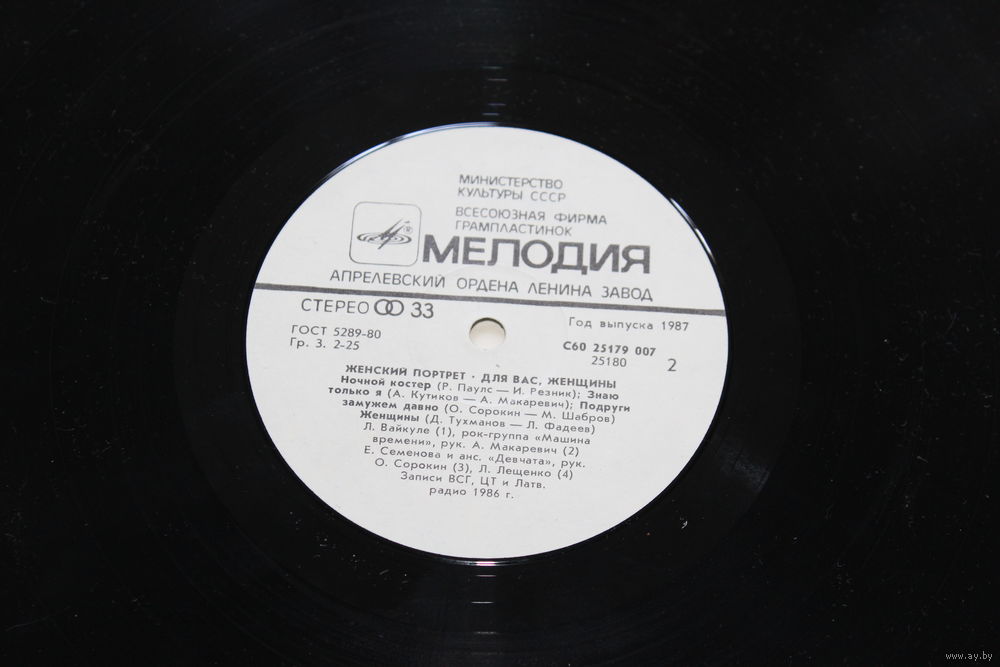 МИНИСТЕРСТВО
КУЛЬТУРЫ СССР
ВСЕСОЮЗНАЯ ФИРМА
ГРАМПЛАСТИНОК
®
МЕЛОДИЯ
АПРЕЛЕВСКИЙ ОРДЕНА ЛЕНИНА ЗАВОД
СТЕРЕО 33
Год выпуска 1987
ГОСТ 5289-80
Гр. 3. 2-25
С60 25179 007
25180
2
ЖЕНСКИЙ ПОРТРЕТ · ДЛЯ ВАС, ЖЕНЩИНЫ
Ночной костер (Р. Паулс — И. Резник); Знаю
только я (А. Кутиков — А. Макаревич); Подруги
замужем давно (О. Сорокин — М. Шабров)
Женщины (Д. Тухманов — Л. Фадеев)
Л. Вайкуле (1), рок-группа «Машина
времени», рук. А. Макаревич (2)
Е. Семенова и анс. «Девчата», рук.
О. Сорокин (3), Л. Лещенко (4)
Записи ВСГ, ЦТ и Латв.
радио 1986 г.
www.ay.by